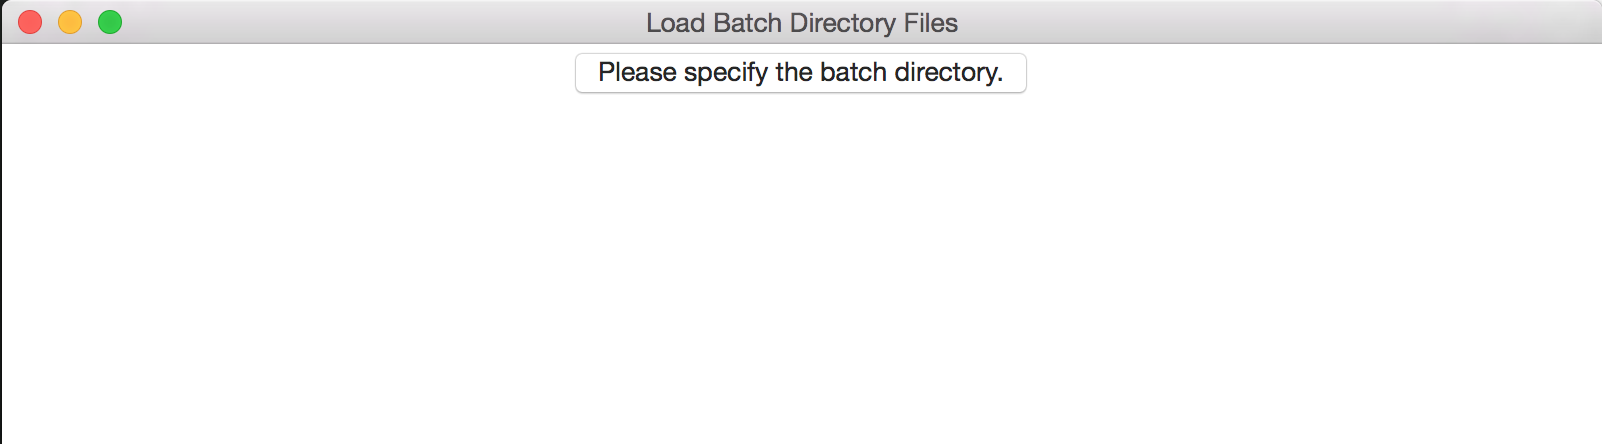 Load Batch Directory Files
Please specify the batch directory.